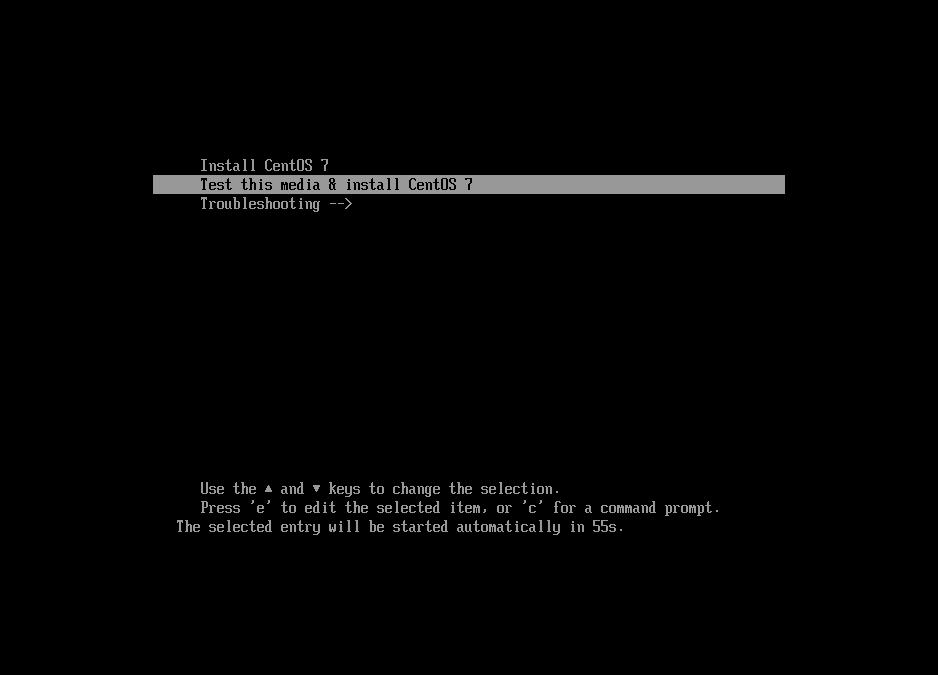 Install CentOS 7
Test this media & install CentOS 7
Troubleshooting -->
Use the ▲ and ▼ keys to change the selection.
Press 'e' to edit the selected item, or 'c' for a command prompt.
The selected entry will be started automatically in 55s.